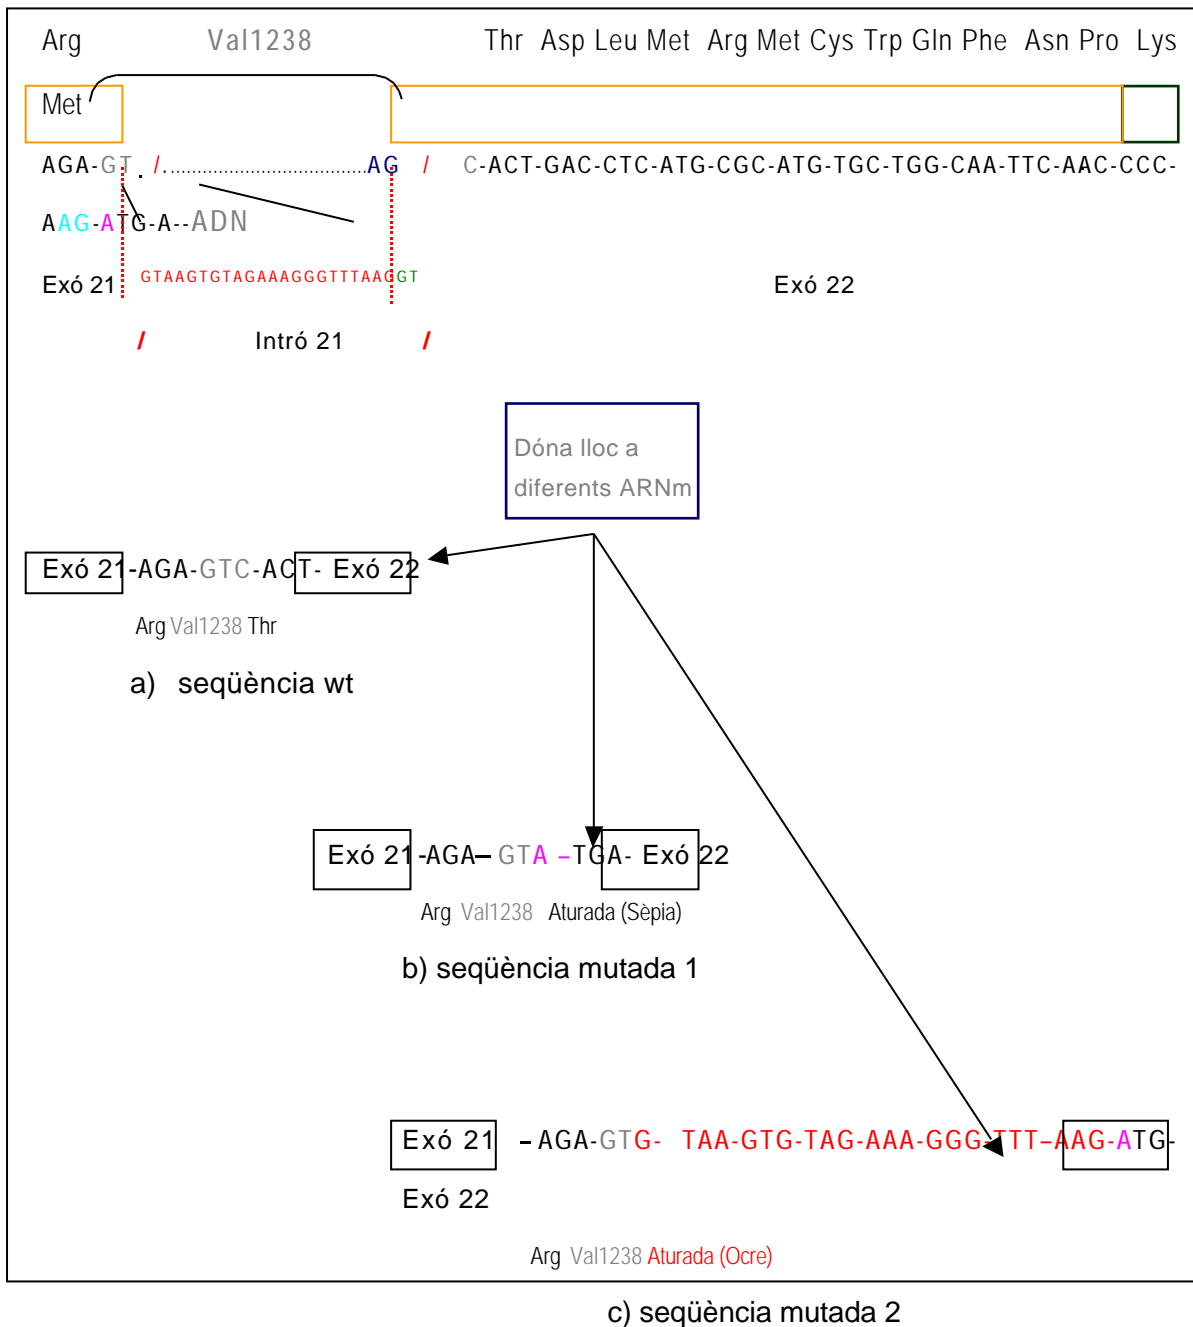 Arg Val1238 Thr Asp Leu Met Arg Met Cys Trp Gln Phe Asn Pro Lys
Met
AGA-GT. /......................................AG / C-ACT-GAC-CTC-ATG-CGC-ATG-TGC-TGG-CAA-TTC-AAC-CCC-
AAG-ATG-A--ADN
Exó 21 GTAAGTGTAGAAAGGGTTTAAGGT Exó 22
/ Intró 21 /
Dóna lloc a
diferents ARNm
Exó 21-AGA-GTC-ACT- Exó 22
Arg Val1238 Thr
a) seqüència wt
Exó 21 -AGA– GTA –TGA- Exó 22
Arg Val1238 Aturada (Sèpia)
b) seqüència mutada 1
Exó 21 –AGA-GTG- TAA-GTG-TAG-AAA-GGG-TTT–AAG-ATG-
Exó 22
Arg Val1238 Aturada (Ocre)
c) seqüència mutada 2